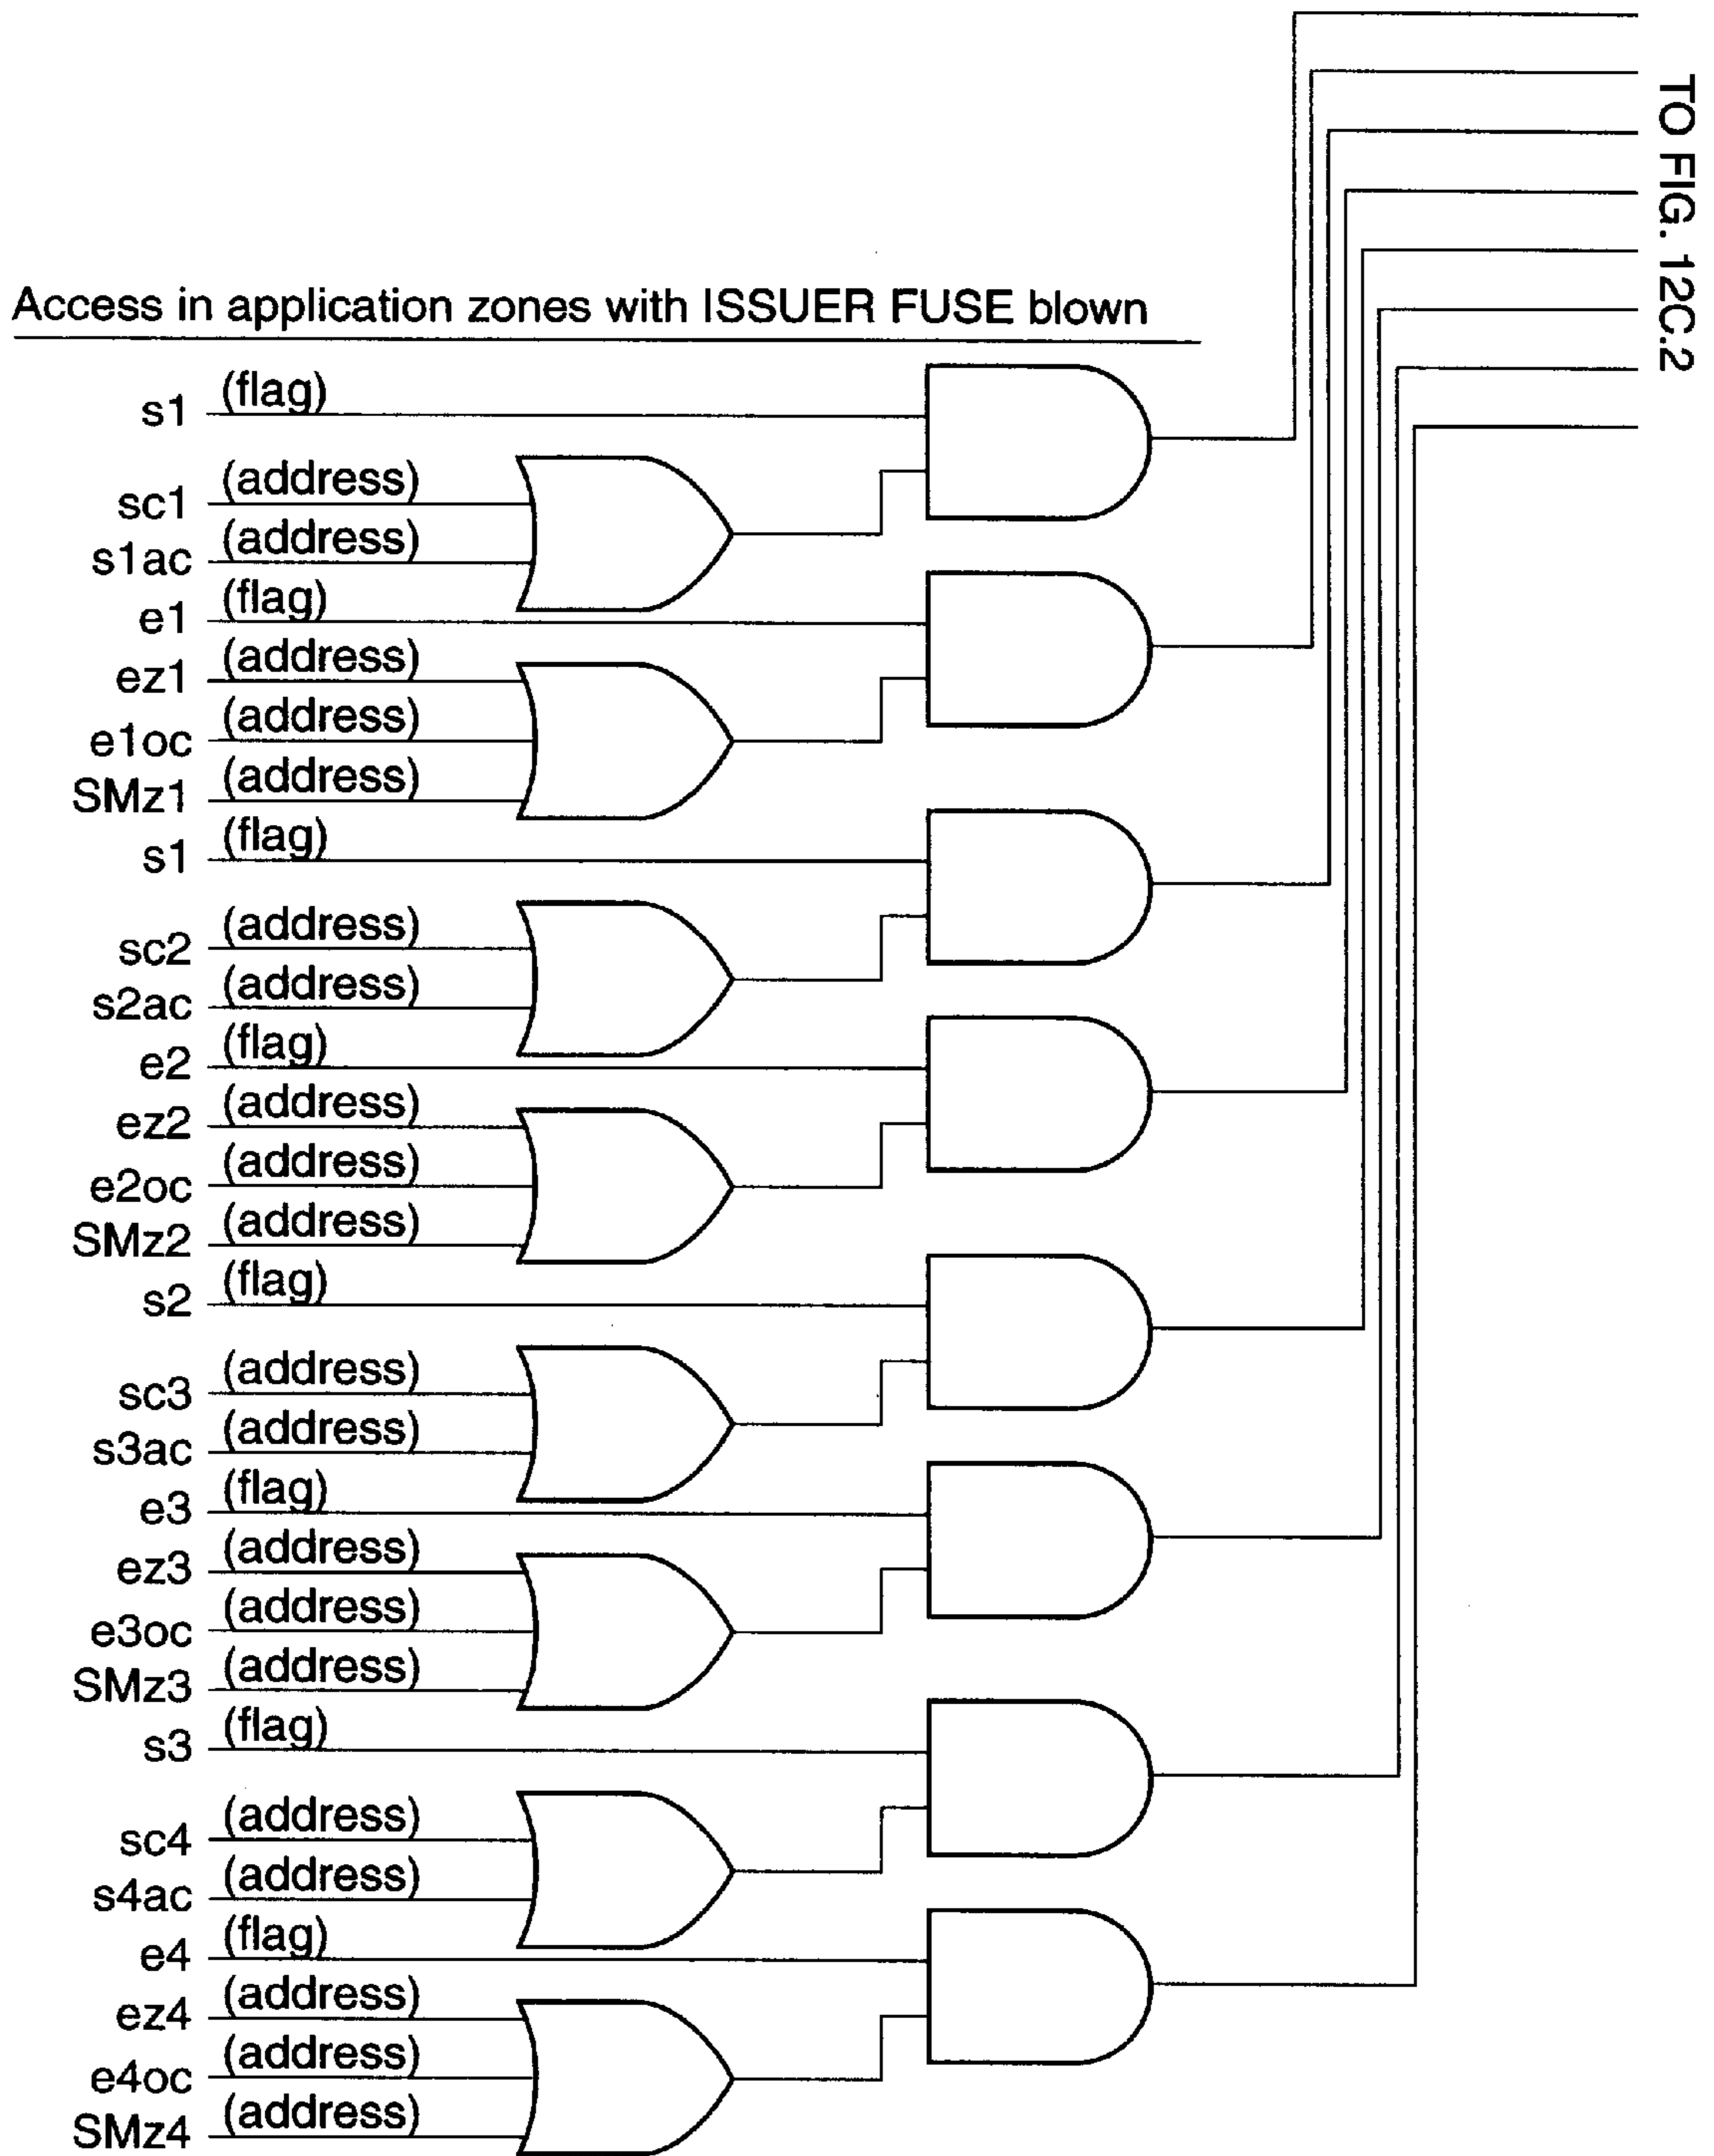 TO FIG. 12C.2
Access in application zones with ISSUER FUSE blown
s1 (flag)
sc1 (address)
s1ac (address)
e1 (flag)
ez1 (address)
e1oc (address)
SMz1 (address)
s1 (flag)
sc2 (address)
s2ac (address)
e2 (flag)
ez2 (address)
e2oc (address)
SMz2 (address)
s2 (flag)
sc3 (address)
s3ac (address)
e3 (flag)
ez3 (address)
e3oc (address)
SMz3 (address)
s3 (flag)
sc4 (address)
s4ac (address)
e4 (flag)
ez4 (address)
e4oc (address)
SMz4 (address)